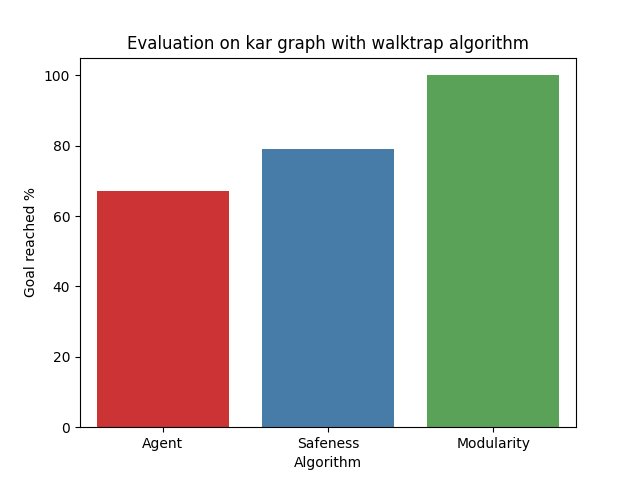 Evaluation on kar graph with walktrap algorithm
Goal reached %
100
80
60
40
20
0
Agent
Safeness
Modularity
Algorithm